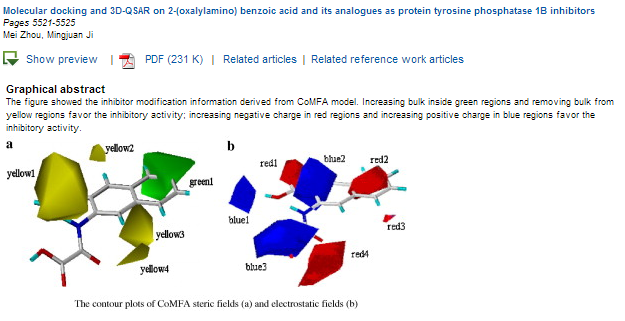 Molecular docking and 3D-QSAR on 2-(oxalylamino) benzoic acid and its analogues as protein tyrosine phosphatase 1B inhibitors
Pages 5521-5525
Mei Zhou, Mingjuan Ji
Show preview | PDF (231 K) | Related articles | Related reference work articles
Graphical abstract
The figure showed the inhibitor modification information derived from CoMFA model. Increasing bulk inside green regions and removing bulk from
yellow regions favor the inhibitory activity; increasing negative charge in red regions and increasing positive charge in blue regions favor the
inhibitory activity.
a
yellow2
yellow1
green1
yellow3
yellow4
b
red1
blue2
red2
blue1
red3
blue3
red4
The contour plots of CoMFA steric fields (a) and electrostatic fields (b)